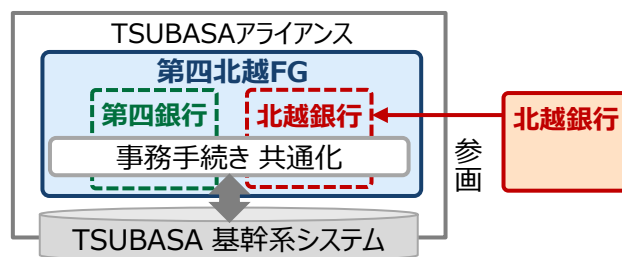 TSUBASAアライアンス
第四北越FG
第四銀行
北越銀行
事務手続き 共通化
TSUBASA 基幹系システム
参画
北越銀行